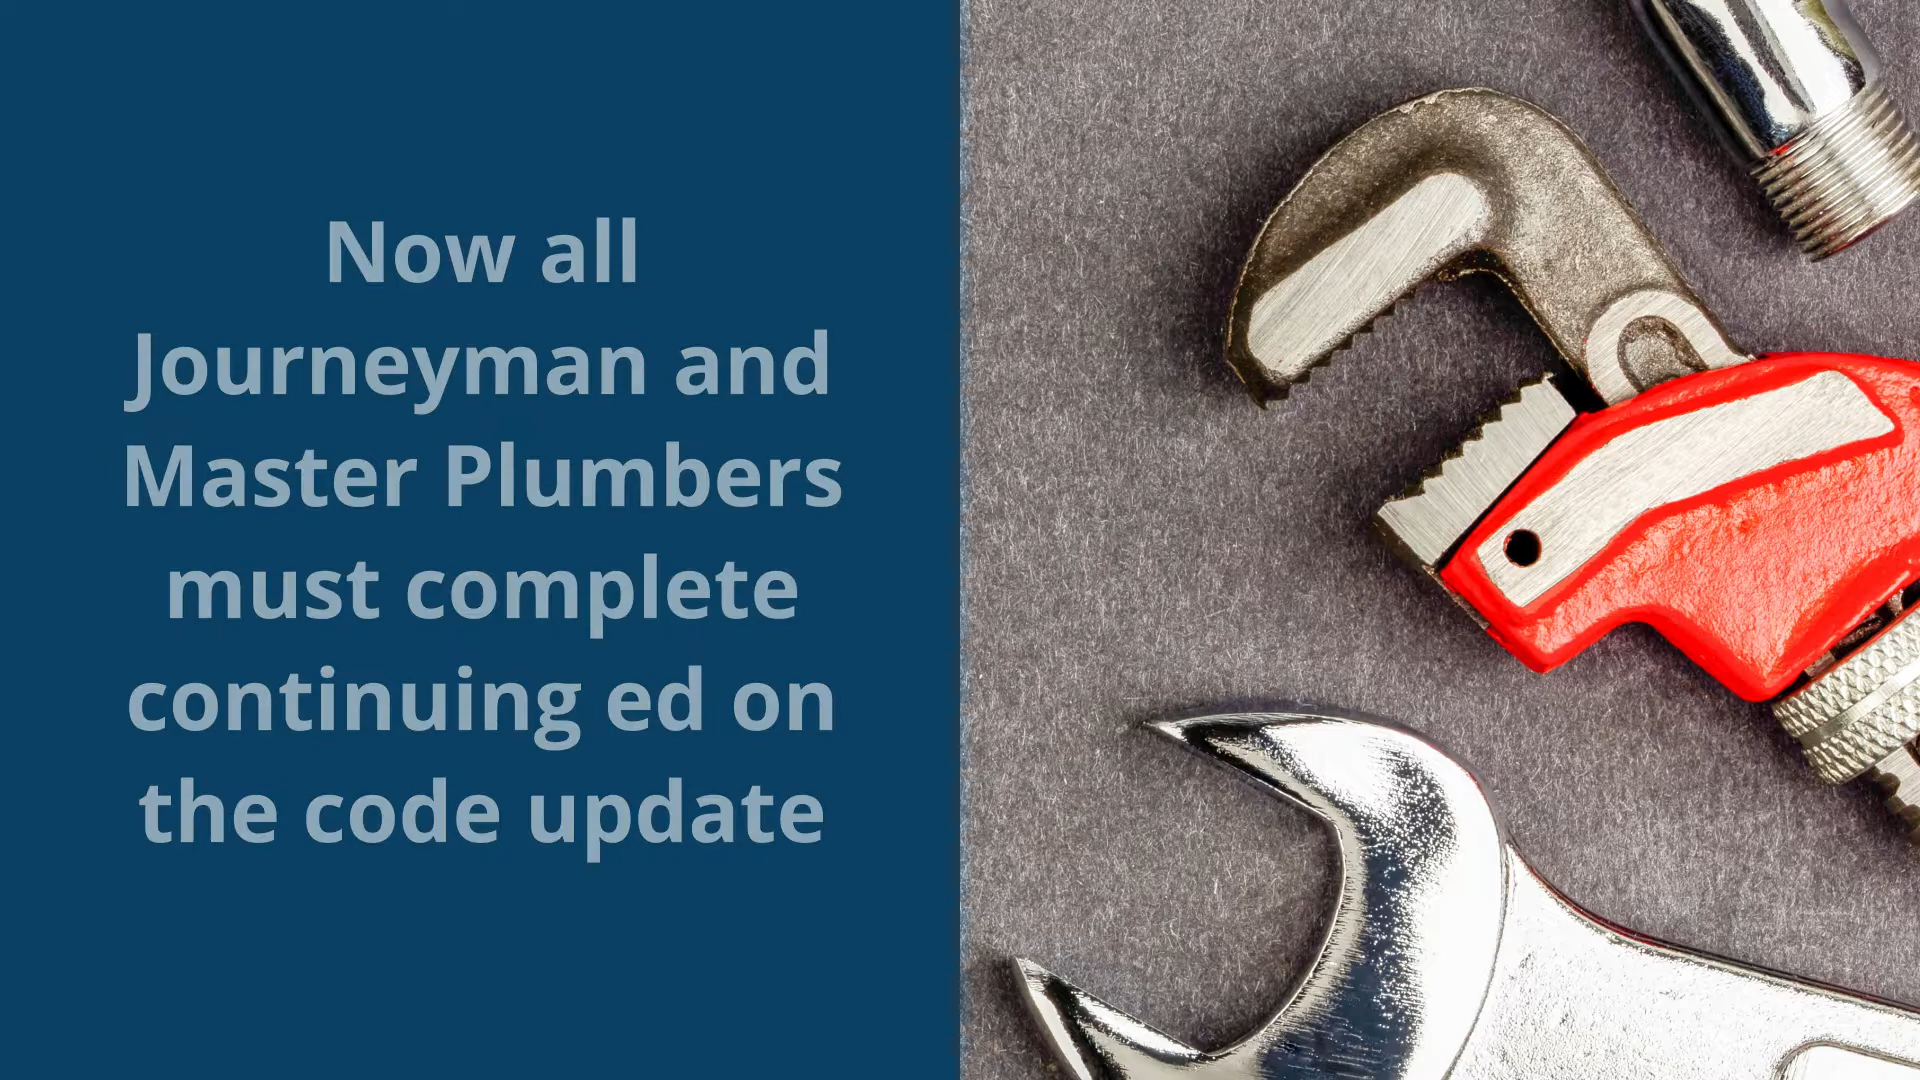 Now all
Journeyman and
Master Plumbers
must complete
continuing ed on
the code update